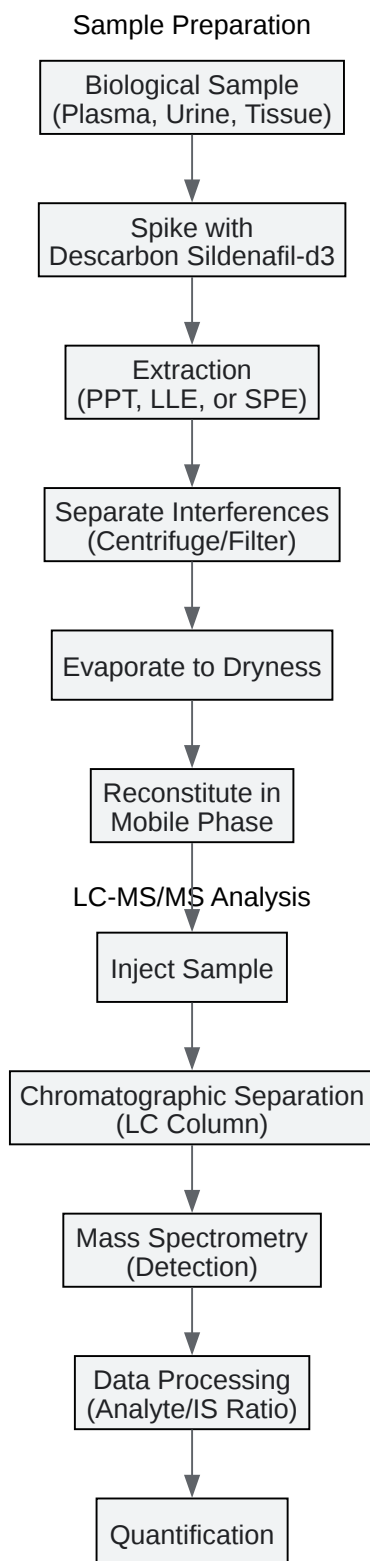 Sample Preparation
Biological Sample
(Plasma, Urine, Tissue)
Spike with
Descarbon Sildenafil-d3
Extraction
(PPT, LLE, or SPE)
Separate Interferences
(Centrifuge/Filter)
Evaporate to Dryness
Reconstitute in
Mobile Phase
LC-MS/MS Analysis
Inject Sample
Chromatographic Separation
(LC Column)
Mass Spectrometry
(Detection)
Data Processing
(Analyte/IS Ratio)
Quantification